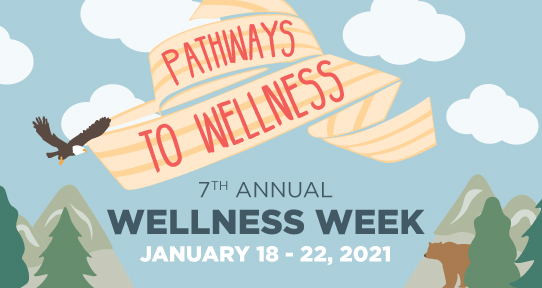 PATHWAYS
TO WELLNESS
7TH ANNUAL
WELLNESS WEEK
JANUARY 18 - 22, 2021